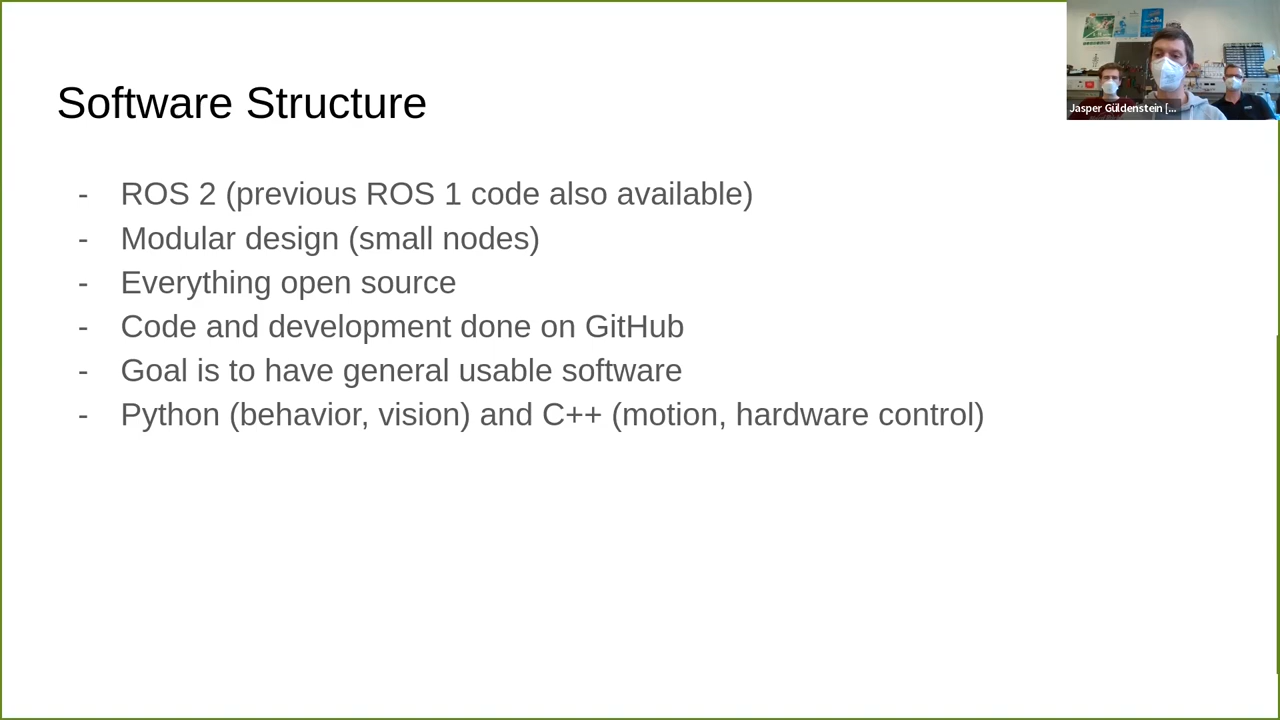 Software Structure
- ROS 2 (previous ROS 1 code also available)
- Modular design (small nodes)
- Everything open source
- Code and development done on GitHub
- Goal is to have general usable software
- Python (behavior, vision) and C++ (motion, hardware control)
Jasper Güldenstein [...